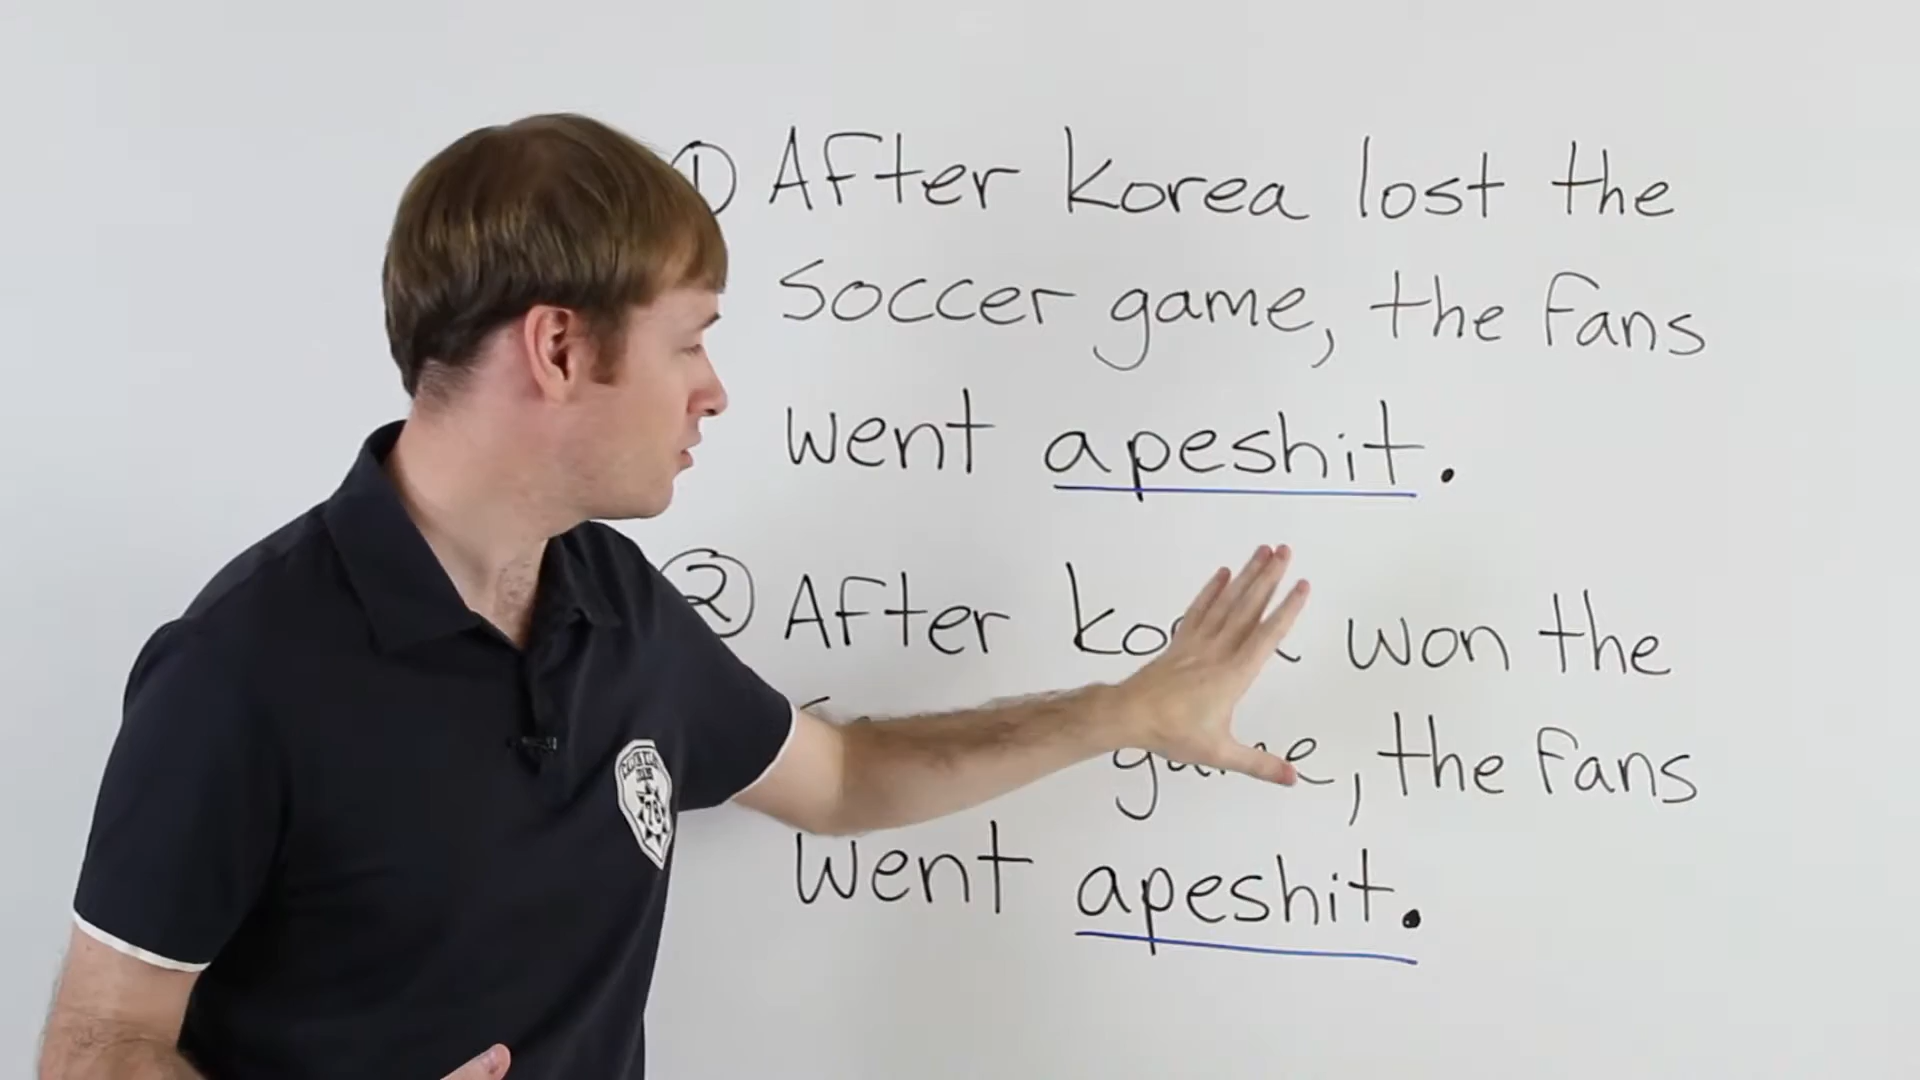 ① After Korea lost the
soccer game, the fans
went apeshit.
② After won the
the fans
went apeshit.
78